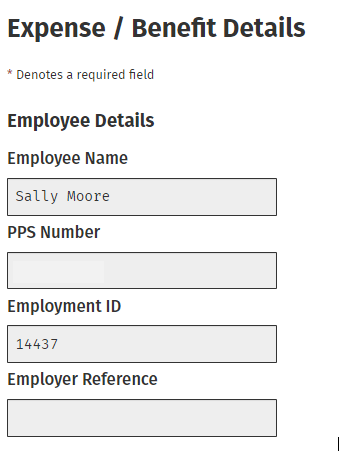 Expense / Benefit Details
* Denotes a required field
Employee Details
Employee Name
Sally Moore
PPS Number
Employment ID
14437
Employer Reference